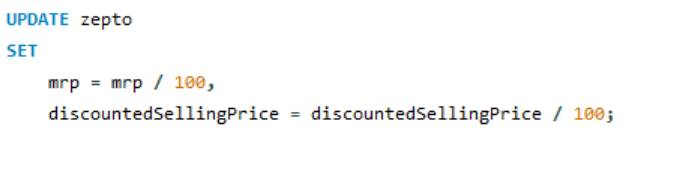 UPDATE zepto
SET
mrp = mrp / 100,
discountedSellingPrice = discountedSellingPrice / 100;